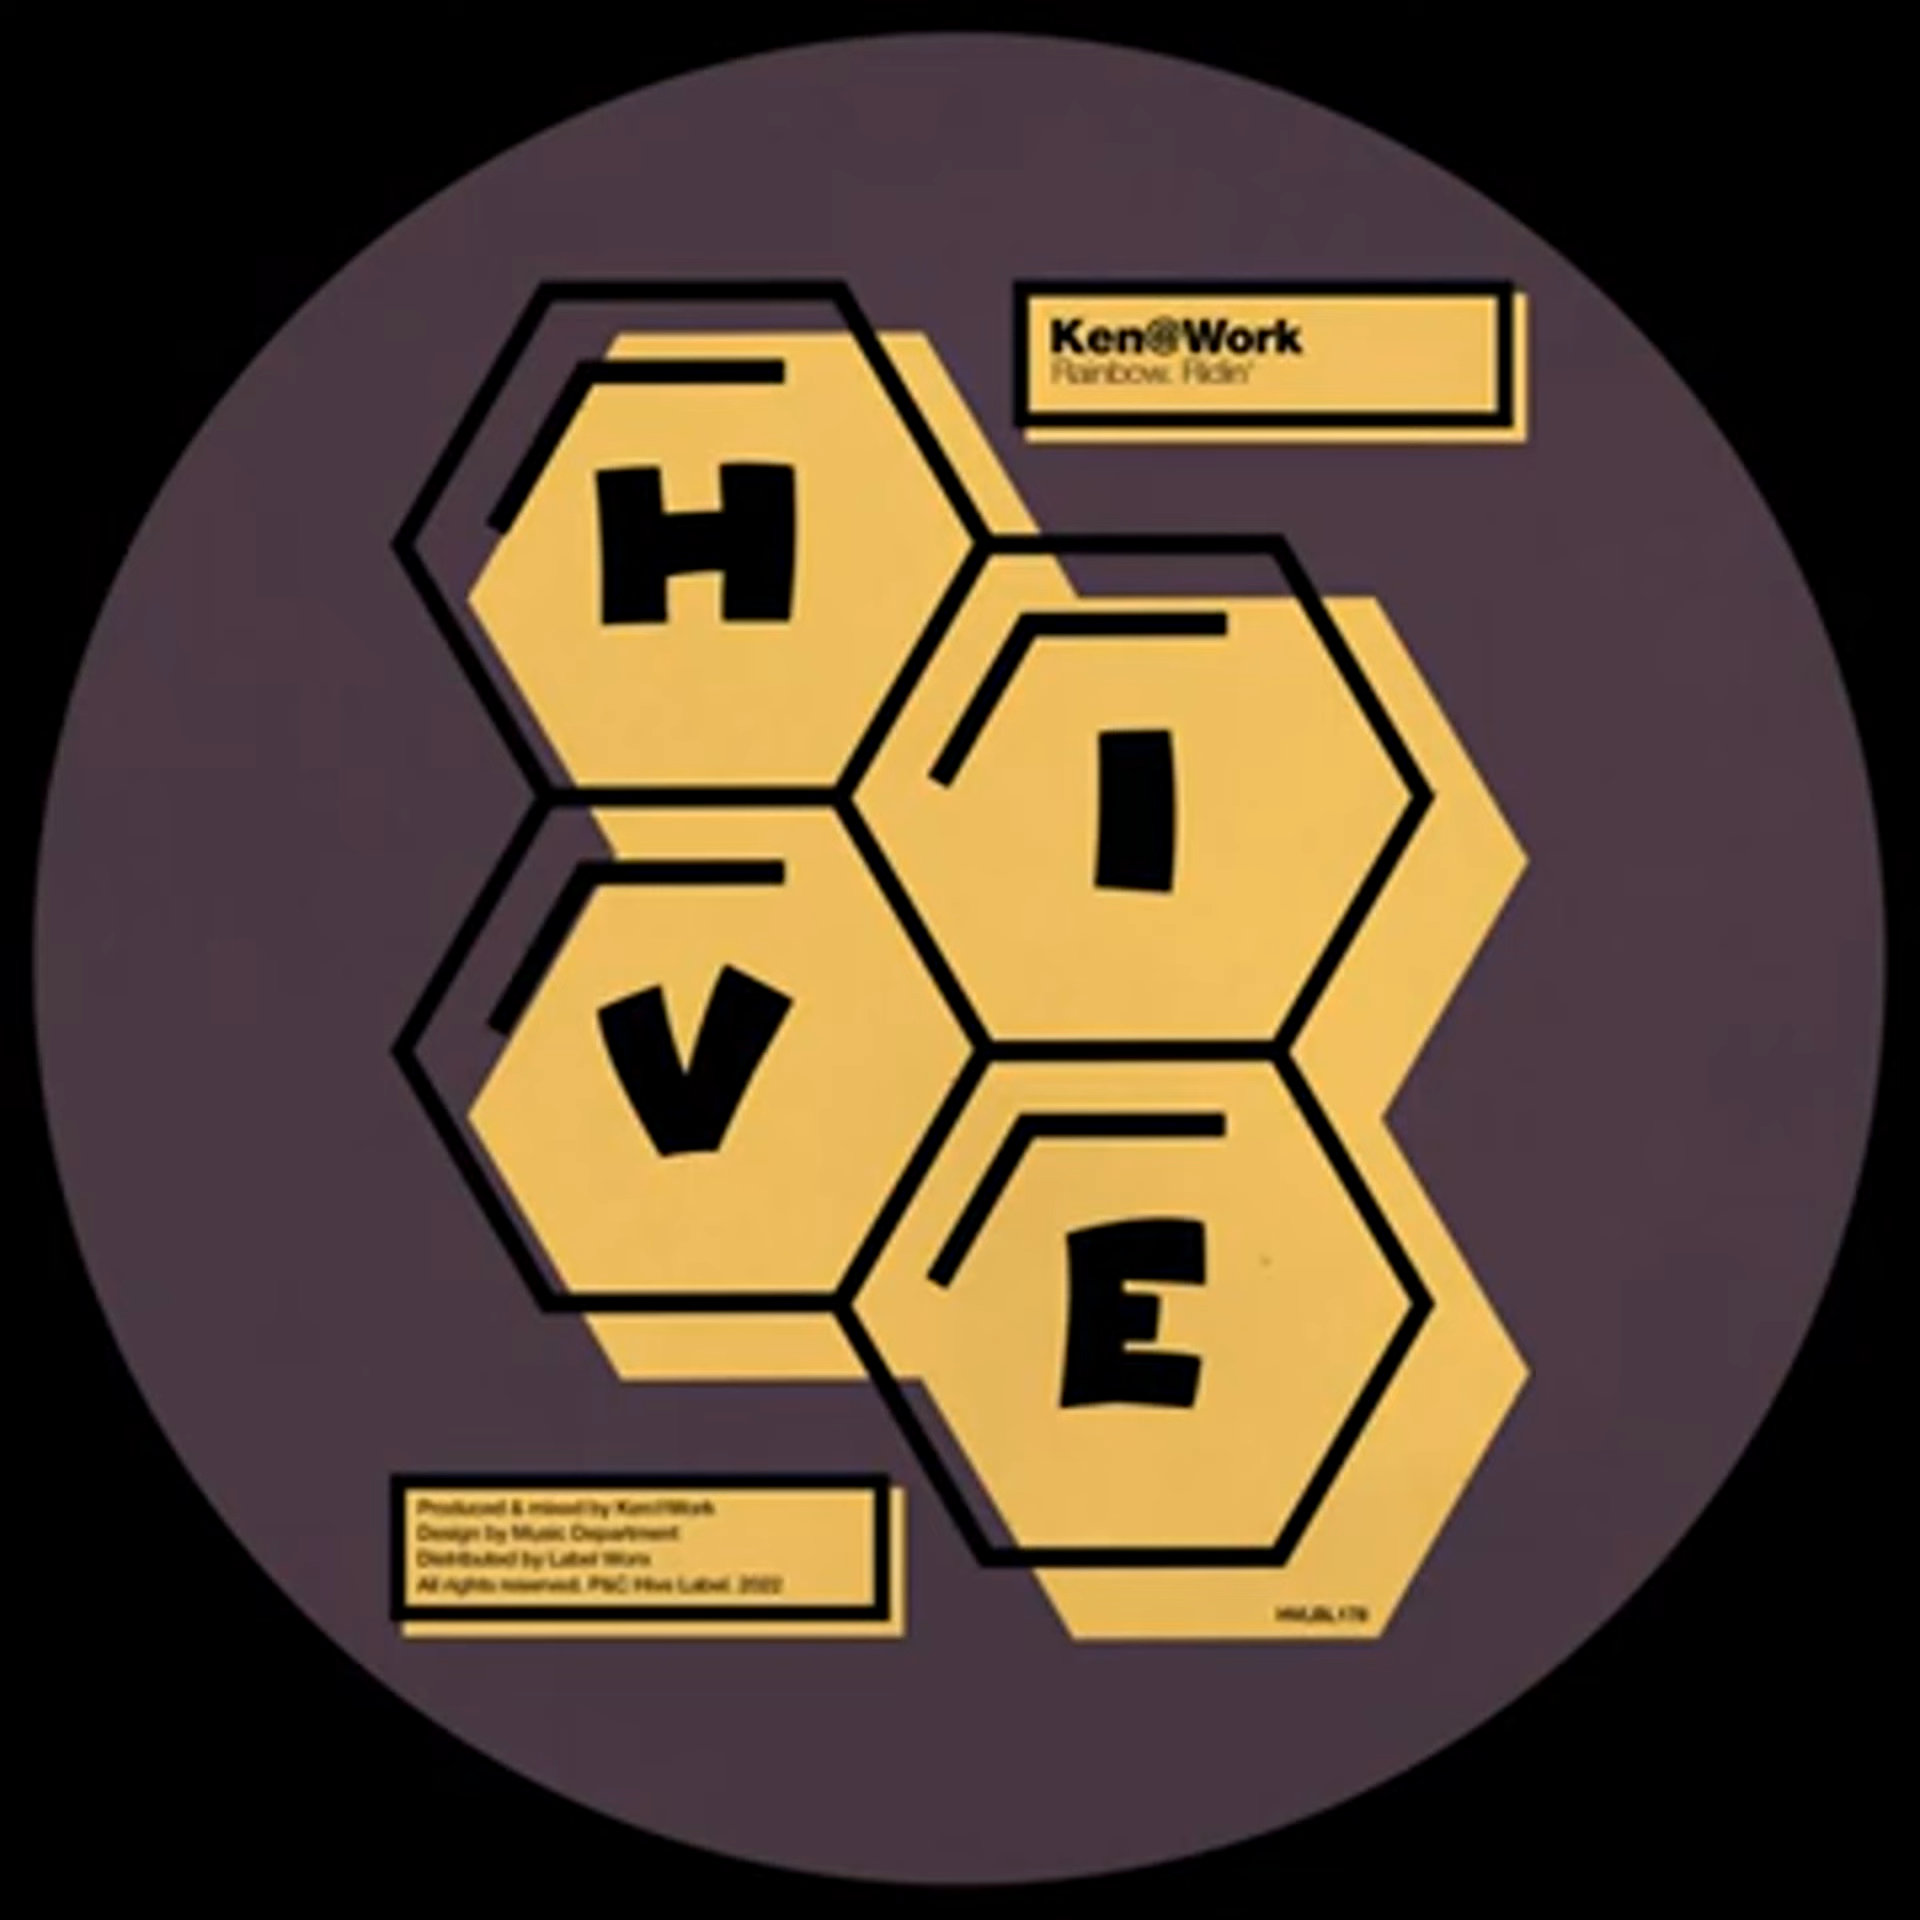 Ken@Work
Rainbow. Ridin'
H
I
V
E
Produced & mixed by Ken@Work
Design by Music Department
Distributed by Label Worx
All rights reserved. P&C Hive Label. 2022